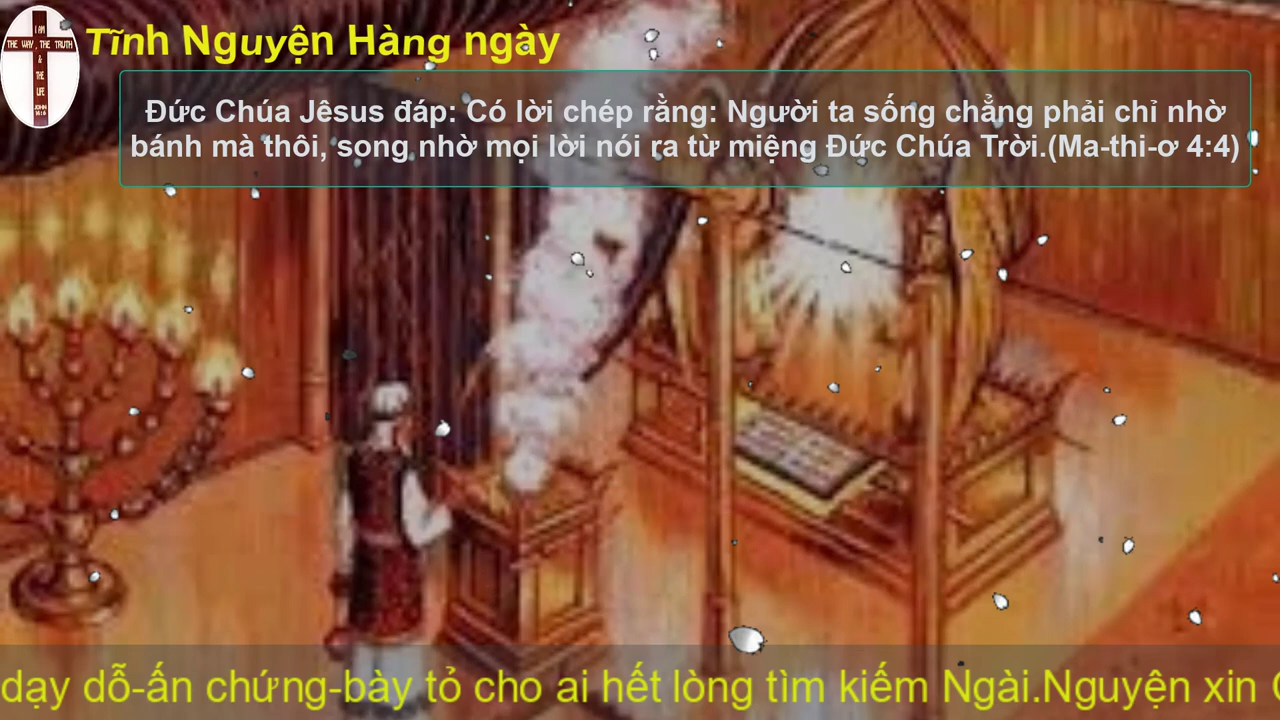 I AM
THE WAY, THE TRUTH
&
THE
LIFE
JOHN
14:6
Tĩnh Nguyện Hàng ngày
Đức Chúa Jêsus đáp: Có lời chép rằng: Người ta sống chẳng phải chỉ nhờ
bánh mà thôi, song nhờ mọi lời nói ra từ miệng Đức Chúa Trời.(Ma-thi-ơ 4:4)
dạy dỗ-ấn chứng-bày tỏ cho ai hết lòng tìm kiếm Ngài.Nguyện xin